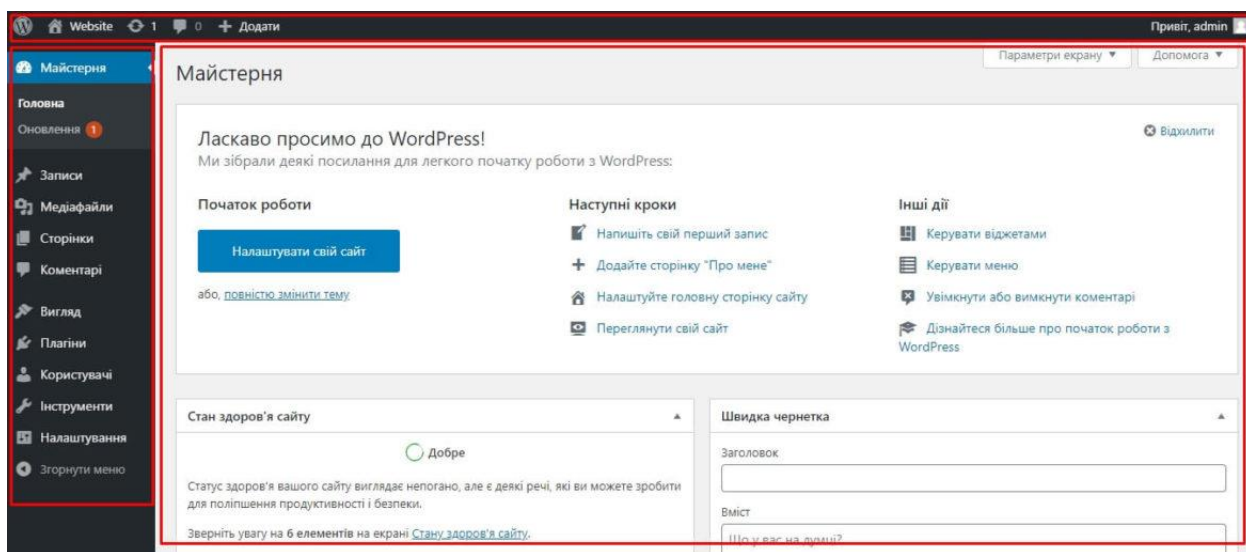 Website 1 0 Додати Привіт, admin
Майстерня
Головна
Оновлення 1
Записи
Медіафайли
Сторінки
Коментарі
Вигляд
Плагіни
Користувачі
Інструменти
Налаштування
Згорнути меню
Параметри екрану Допомога
Майстерня
Ласкаво просимо до WordPress!
Відхилити
Ми зібрали деякі посилання для легкого початку роботи з WordPress:
Початок роботи
Налаштувати свій сайт
або, повністю змінити тему
Наступні кроки
Напишіть свій перший запис
Додайте сторінку "Про мене"
Налаштуйте головну сторінку сайту
Переглянути свій сайт
Інші дії
Керувати віджетами
Керувати меню
Увімкнути або вимкнути коментарі
Дізнайтеся більше про початок роботи з
WordPress
Стан здоров'я сайту
Добре
Статус здоров'я вашого сайту виглядає непогано, але є деякі речі, які ви можете зробити
для поліпшення продуктивності і безпеки.
Зверніть увагу на 6 елементів на екрані Стану здоров'я сайту.
Швидка чернетка
Заголовок
Вміст
Що у вас на думці?